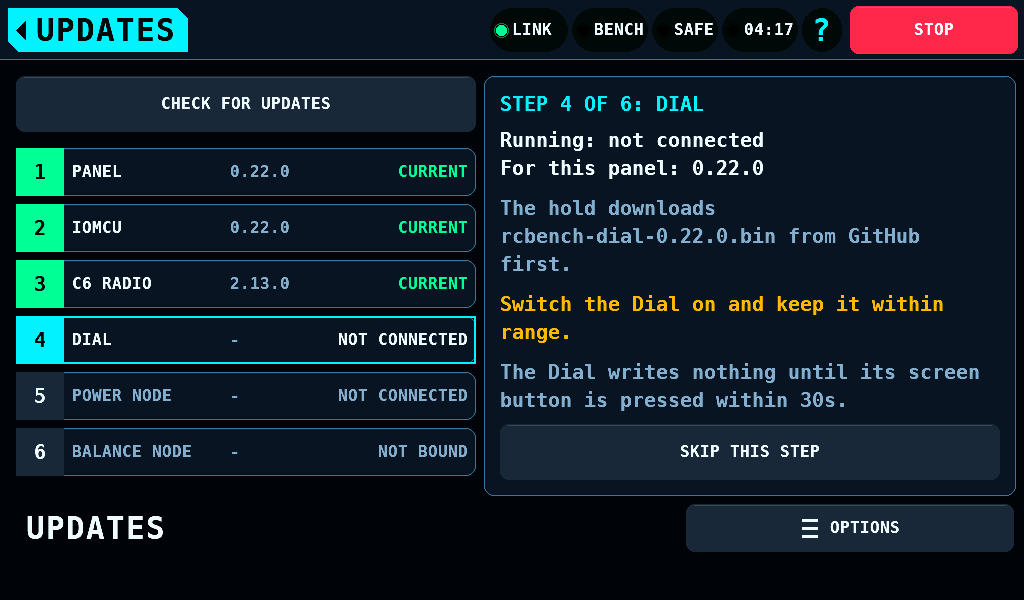 UPDATES
LINK
BENCH
SAFE
04:17
?
STOP
CHECK FOR UPDATES
1 PANEL 0.22.0 CURRENT
2 IOMCU 0.22.0 CURRENT
3 C6 RADIO 2.13.0 CURRENT
4 DIAL - NOT CONNECTED
5 POWER NODE - NOT CONNECTED
6 BALANCE NODE - NOT BOUND
STEP 4 OF 6: DIAL
Running: not connected
For this panel: 0.22.0
The hold downloads
rcbench-dial-0.22.0.bin from GitHub
first.
Switch the Dial on and keep it within
range.
The Dial writes nothing until its screen
button is pressed within 30s.
SKIP THIS STEP
UPDATES
OPTIONS